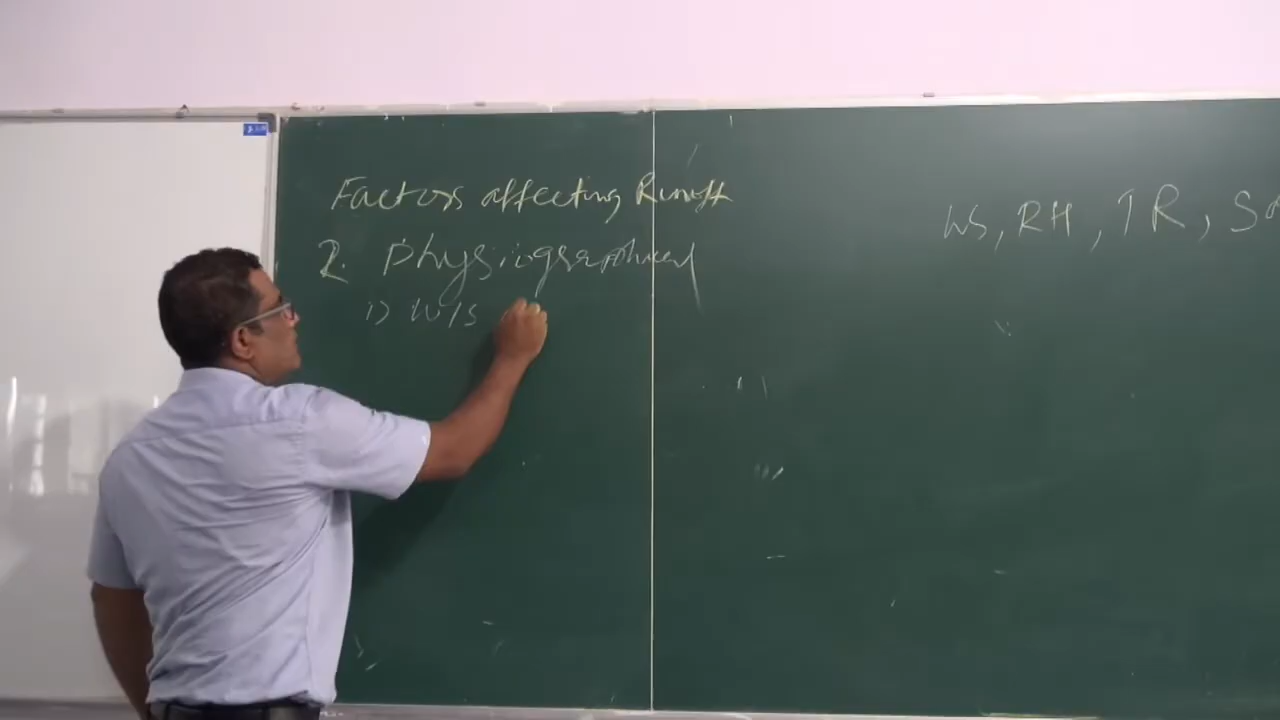 Factors affecting Runoff
2. Physiographical
1) W/S
WS, RH, TR, S